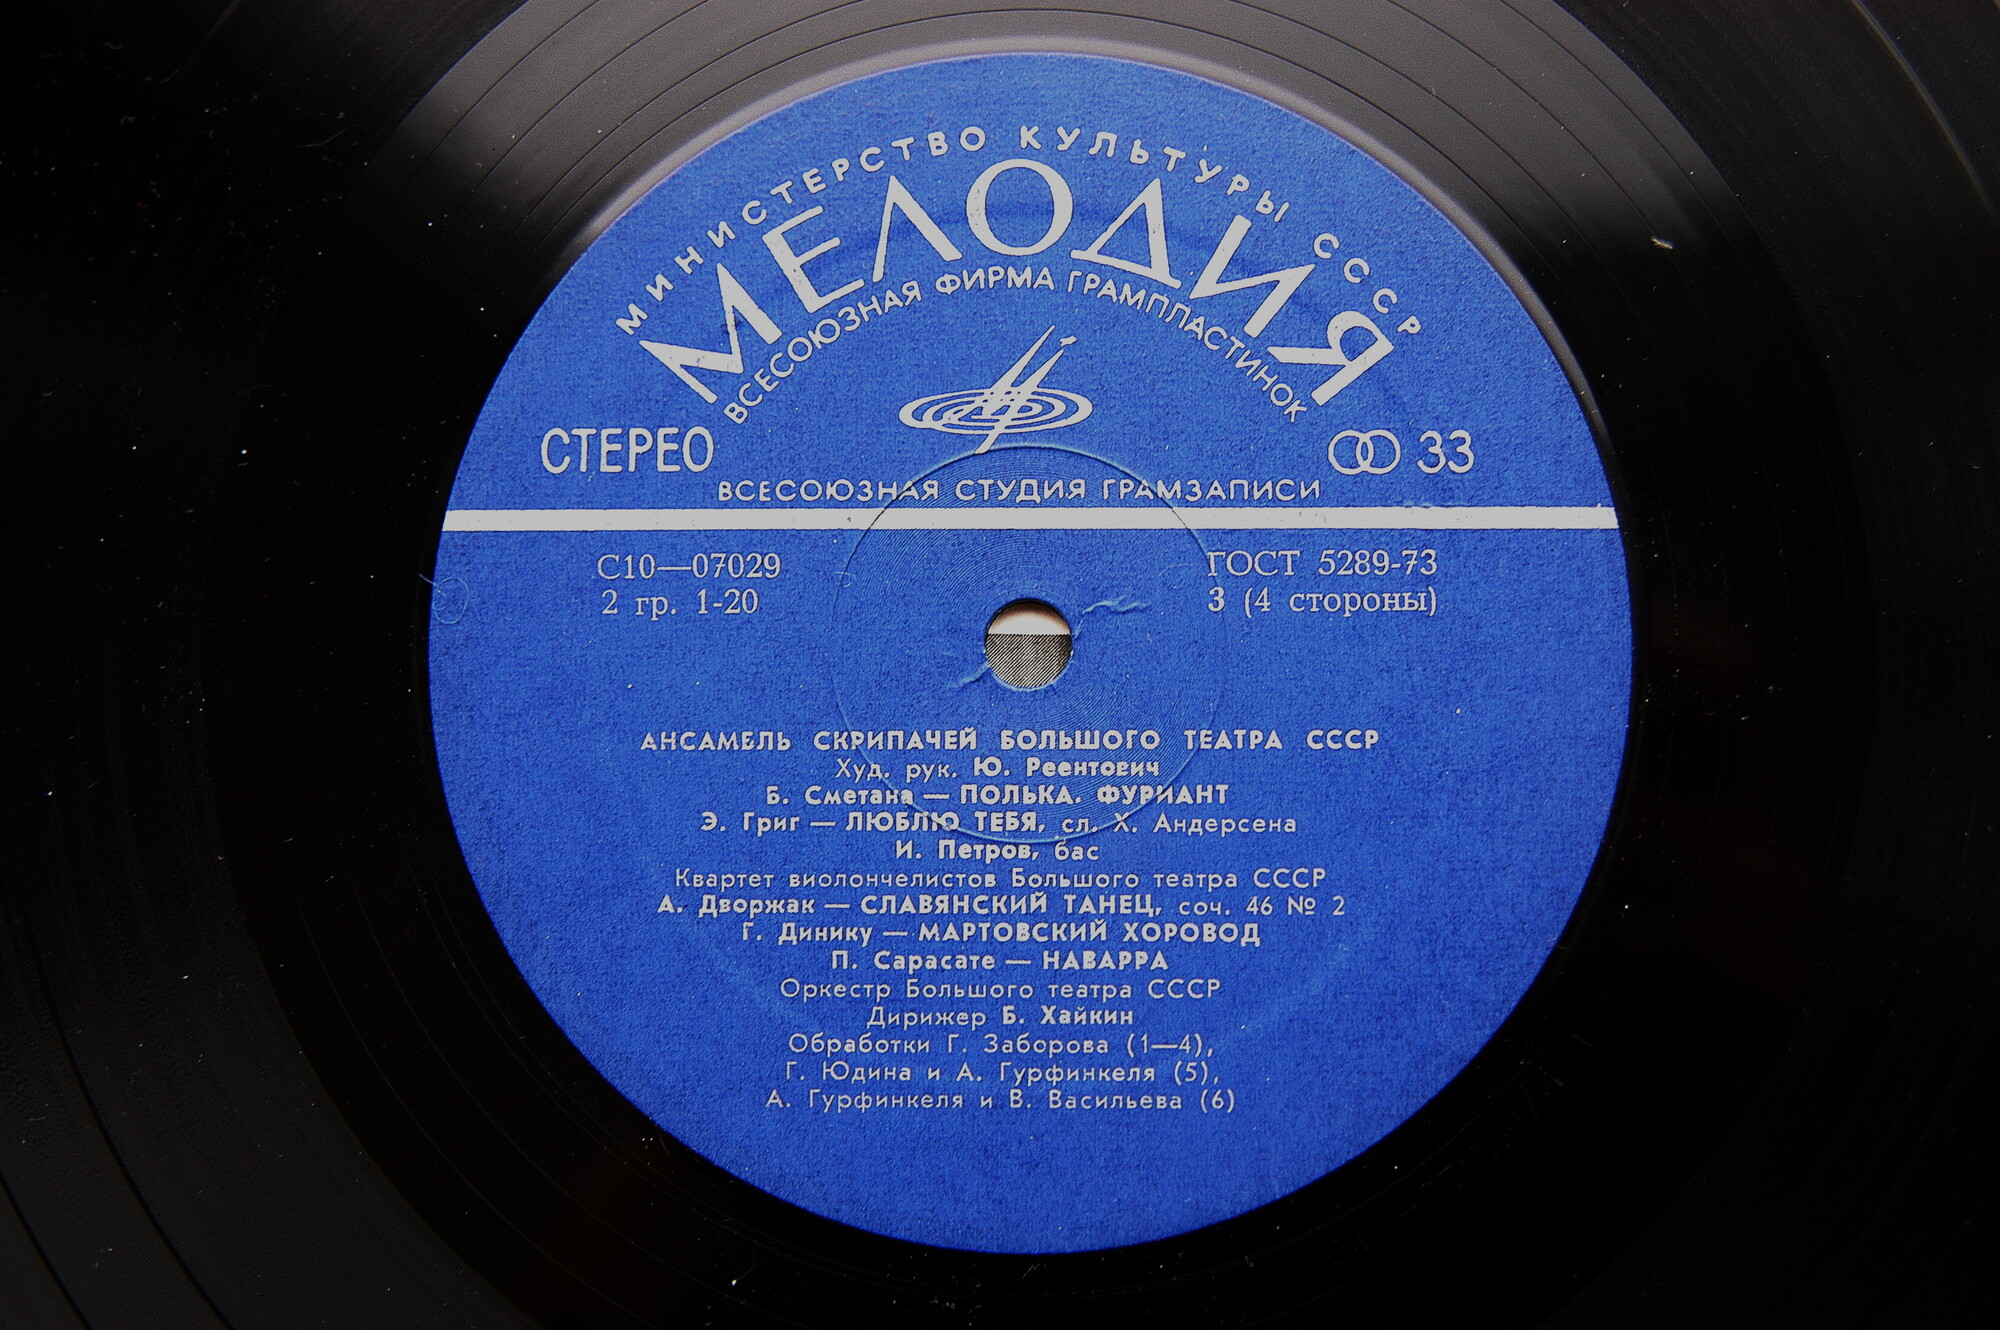 МИНИСТЕРСТВО КУЛЬТУРЫ СССР
МЕЛОДИЯ
ВСЕСОЮЗНАЯ ФИРМА ГРАМПЛАСТИНОК
СТЕРЕО
33
ВСЕСОЮЗНАЯ СТУДИЯ ГРАМЗАПИСИ
С10—07029
ГОСТ 5289-73
2 гр. 1-20
3 (4 стороны)
АНСАМБЛЬ СКРИПАЧЕЙ БОЛЬШОГО ТЕАТРА СССР
Худ. рук. Ю. Реентович
Б. Сметана — ПОЛЬКА. ФУРИАНТ
Э. Григ — ЛЮБЛЮ ТЕБЯ, сл. Х. Андерсена
И. Петров, бас
Квартет виолончелистов Большого театра СССР
А. Дворжак — СЛАВЯНСКИЙ ТАНЕЦ, соч. 46 № 2
Г. Динику — МАРТОВСКИЙ ХОРОВОД
П. Сарасате — НАВАРРА
Оркестр Большого театра СССР
Дирижер Б. Хайкин
Обработки Г. Заборова (1—4),
Г. Юдина и А. Гурфинкеля (5),
А. Гурфинкеля и В. Васильева (6)